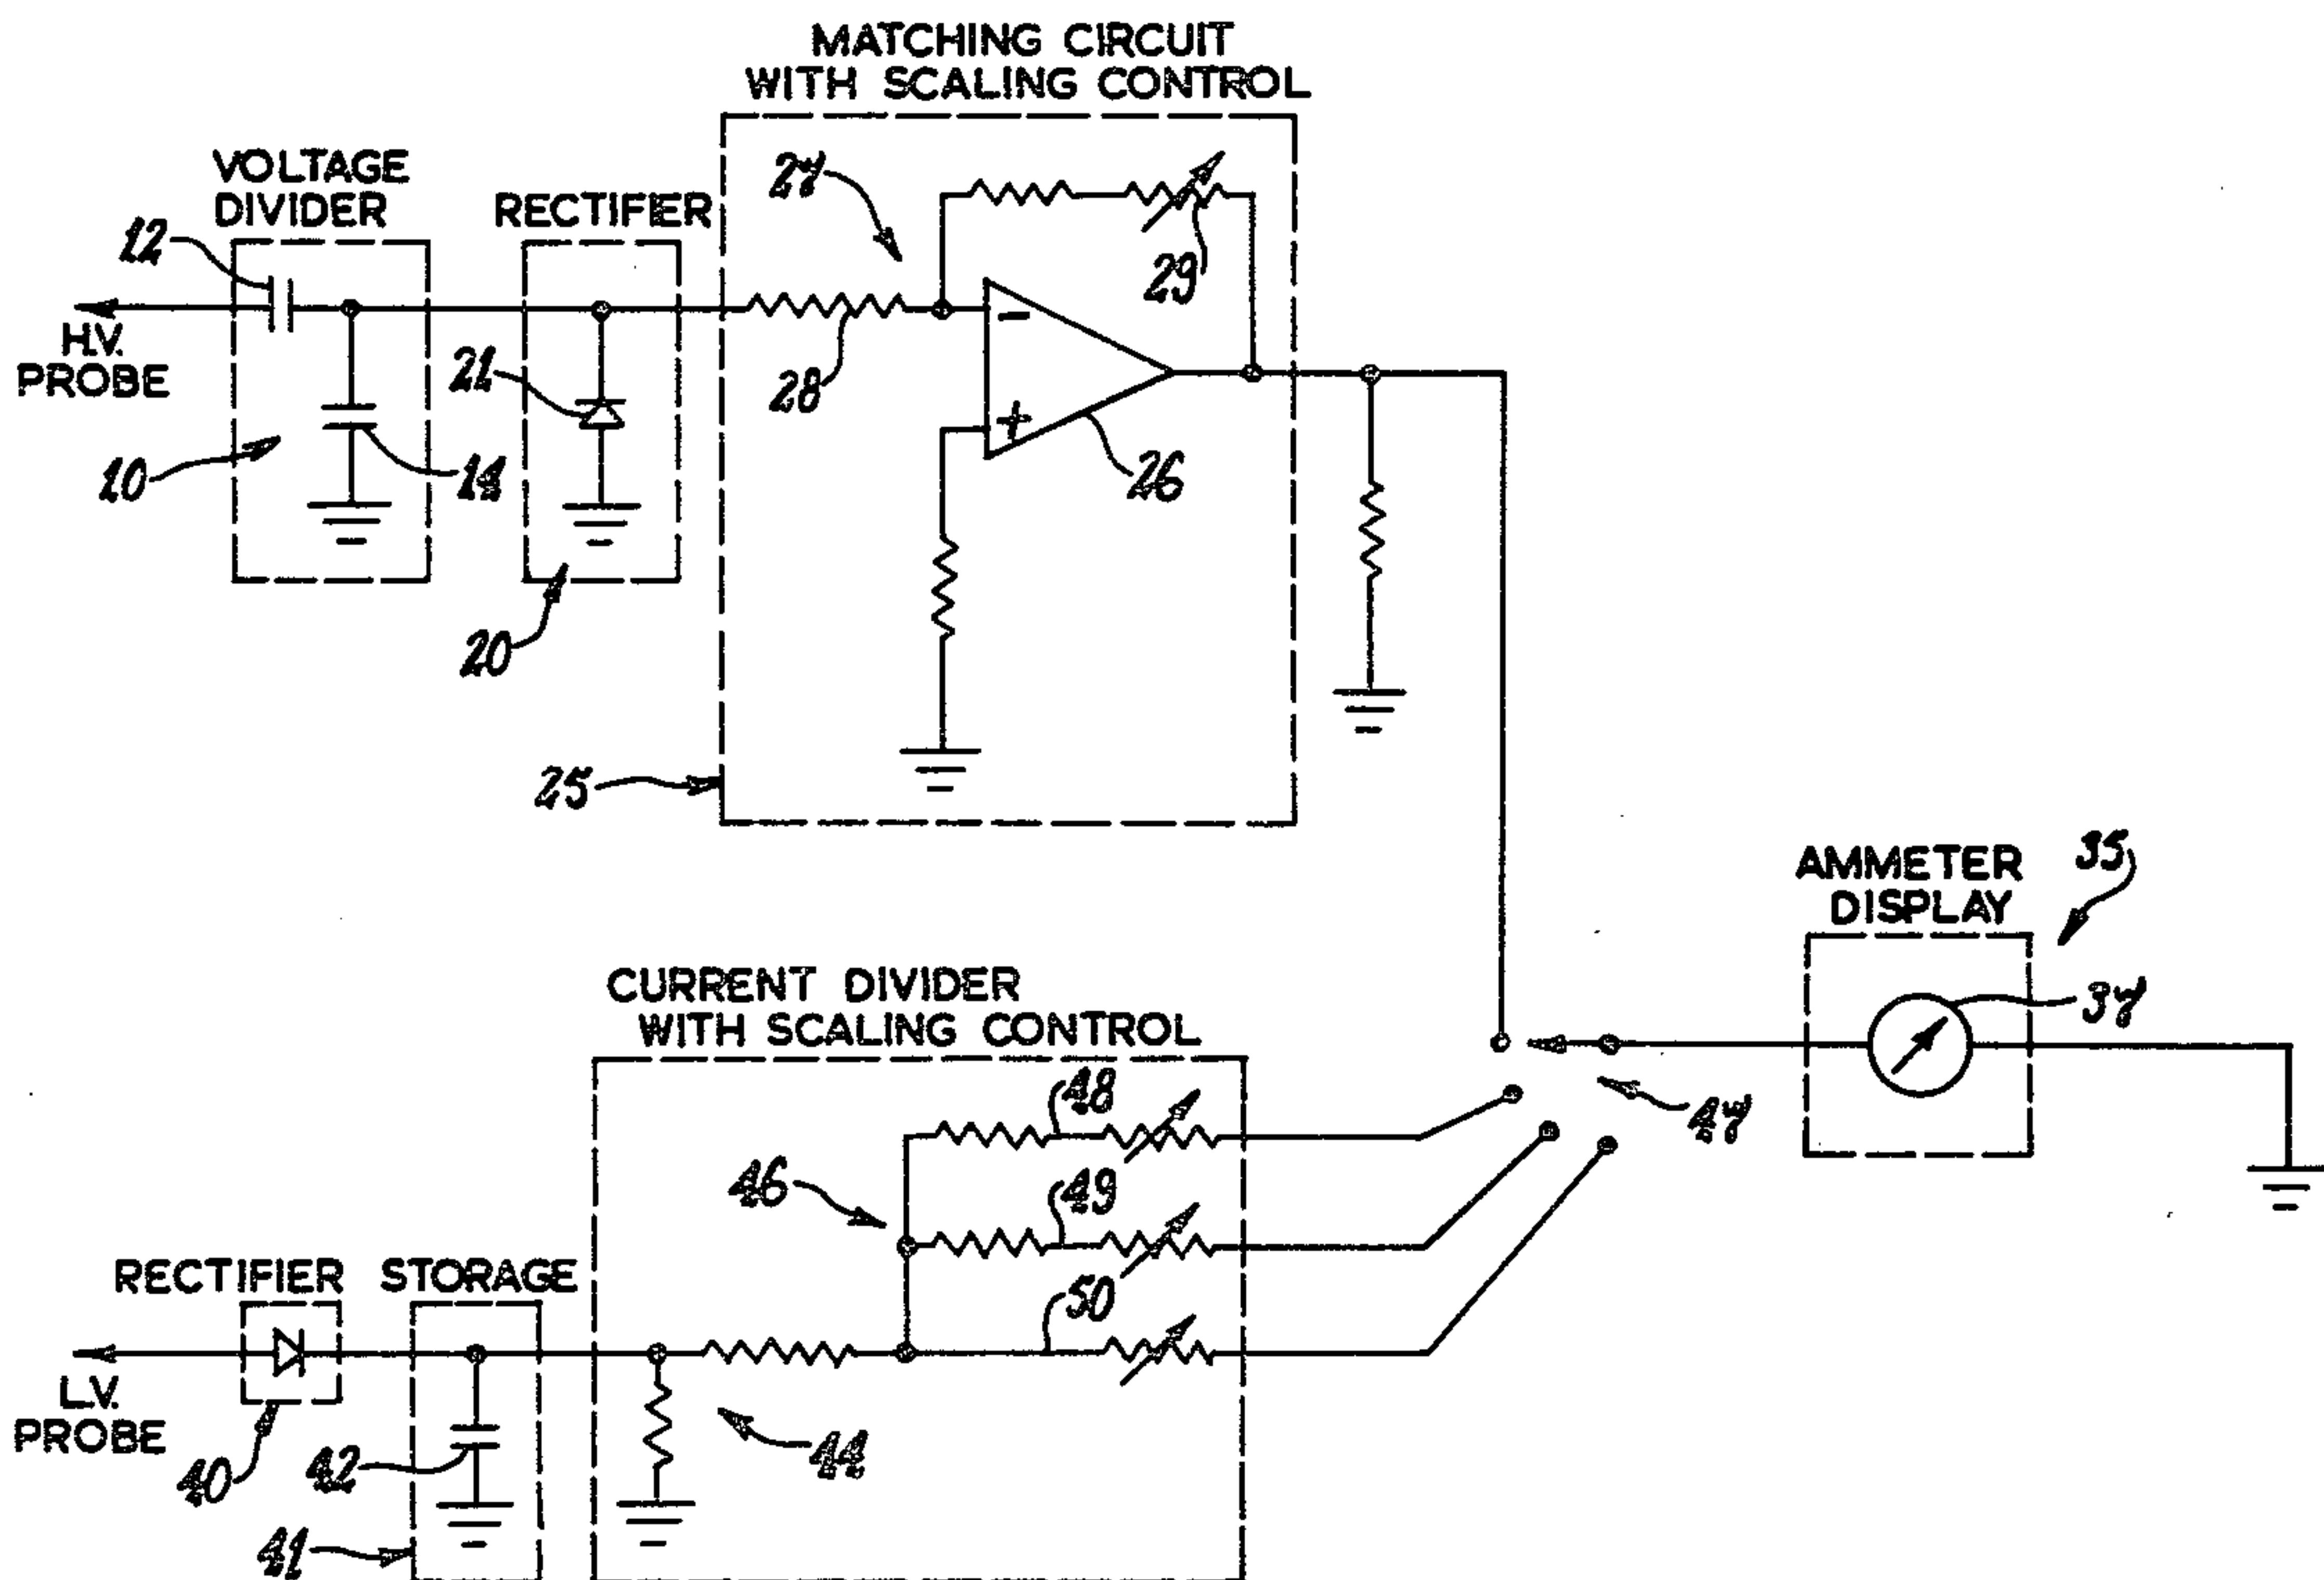 MATCHING CIRCUIT
WITH SCALING CONTROL
VOLTAGE
DIVIDER
RECTIFIER
12
27
29
H.V.
PROBE
21
28
10
14
26
20
25
AMMETER
DISPLAY
35
CURRENT DIVIDER
WITH SCALING CONTROL
37
48
47
46
49
50
RECTIFIER
STORAGE
L.V.
PROBE
40
42
44
41
-
+